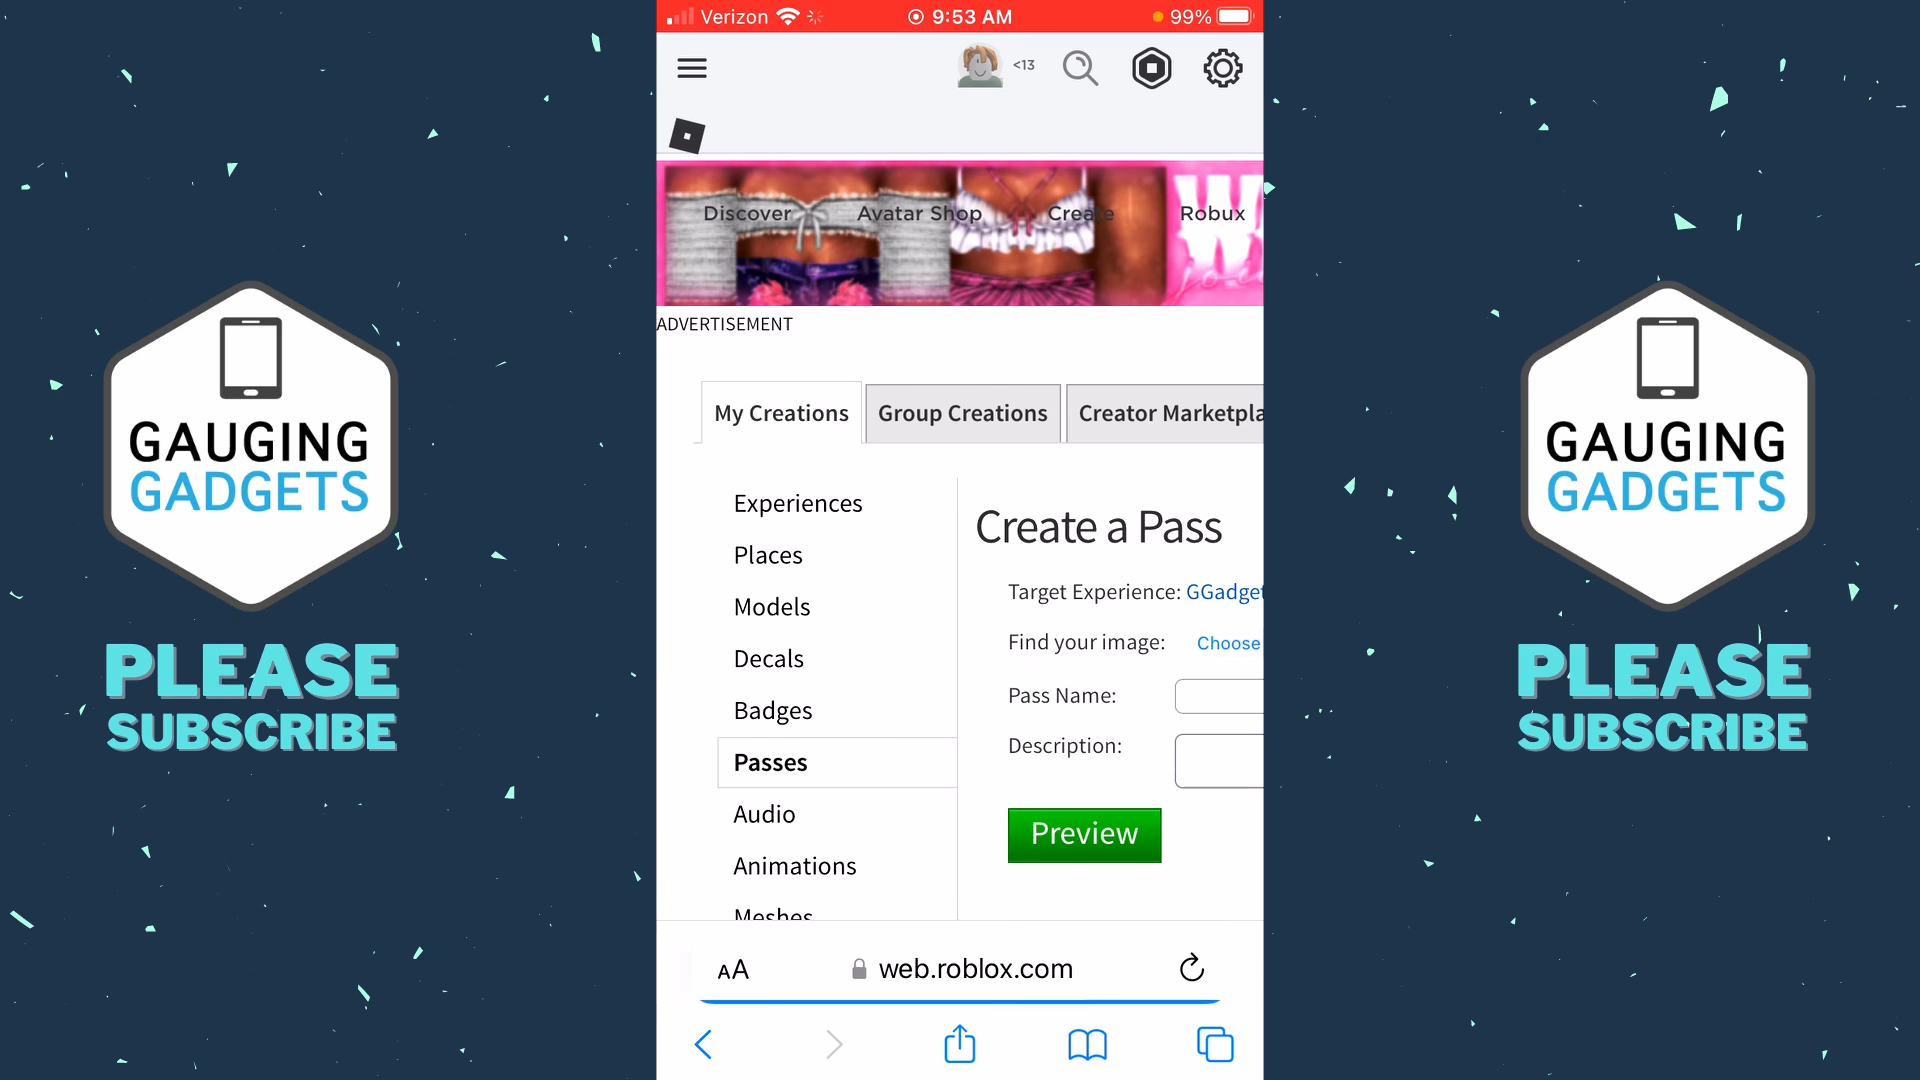 Verizon 9:53 AM 99%
<13
Discover Avatar Shop Create Robux
ADVERTISEMENT
My Creations Group Creations Creator Marketpla
Experiences
Places
Models
Decals
Badges
Passes
Audio
Animations
Meshes
Create a Pass
Target Experience: GGadget
Find your image: Choose
Pass Name:
Description:
Preview
AA web.roblox.com
GAUGING
GADGETS
PLEASE
SUBSCRIBE
GAUGING
GADGETS
PLEASE
SUBSCRIBE